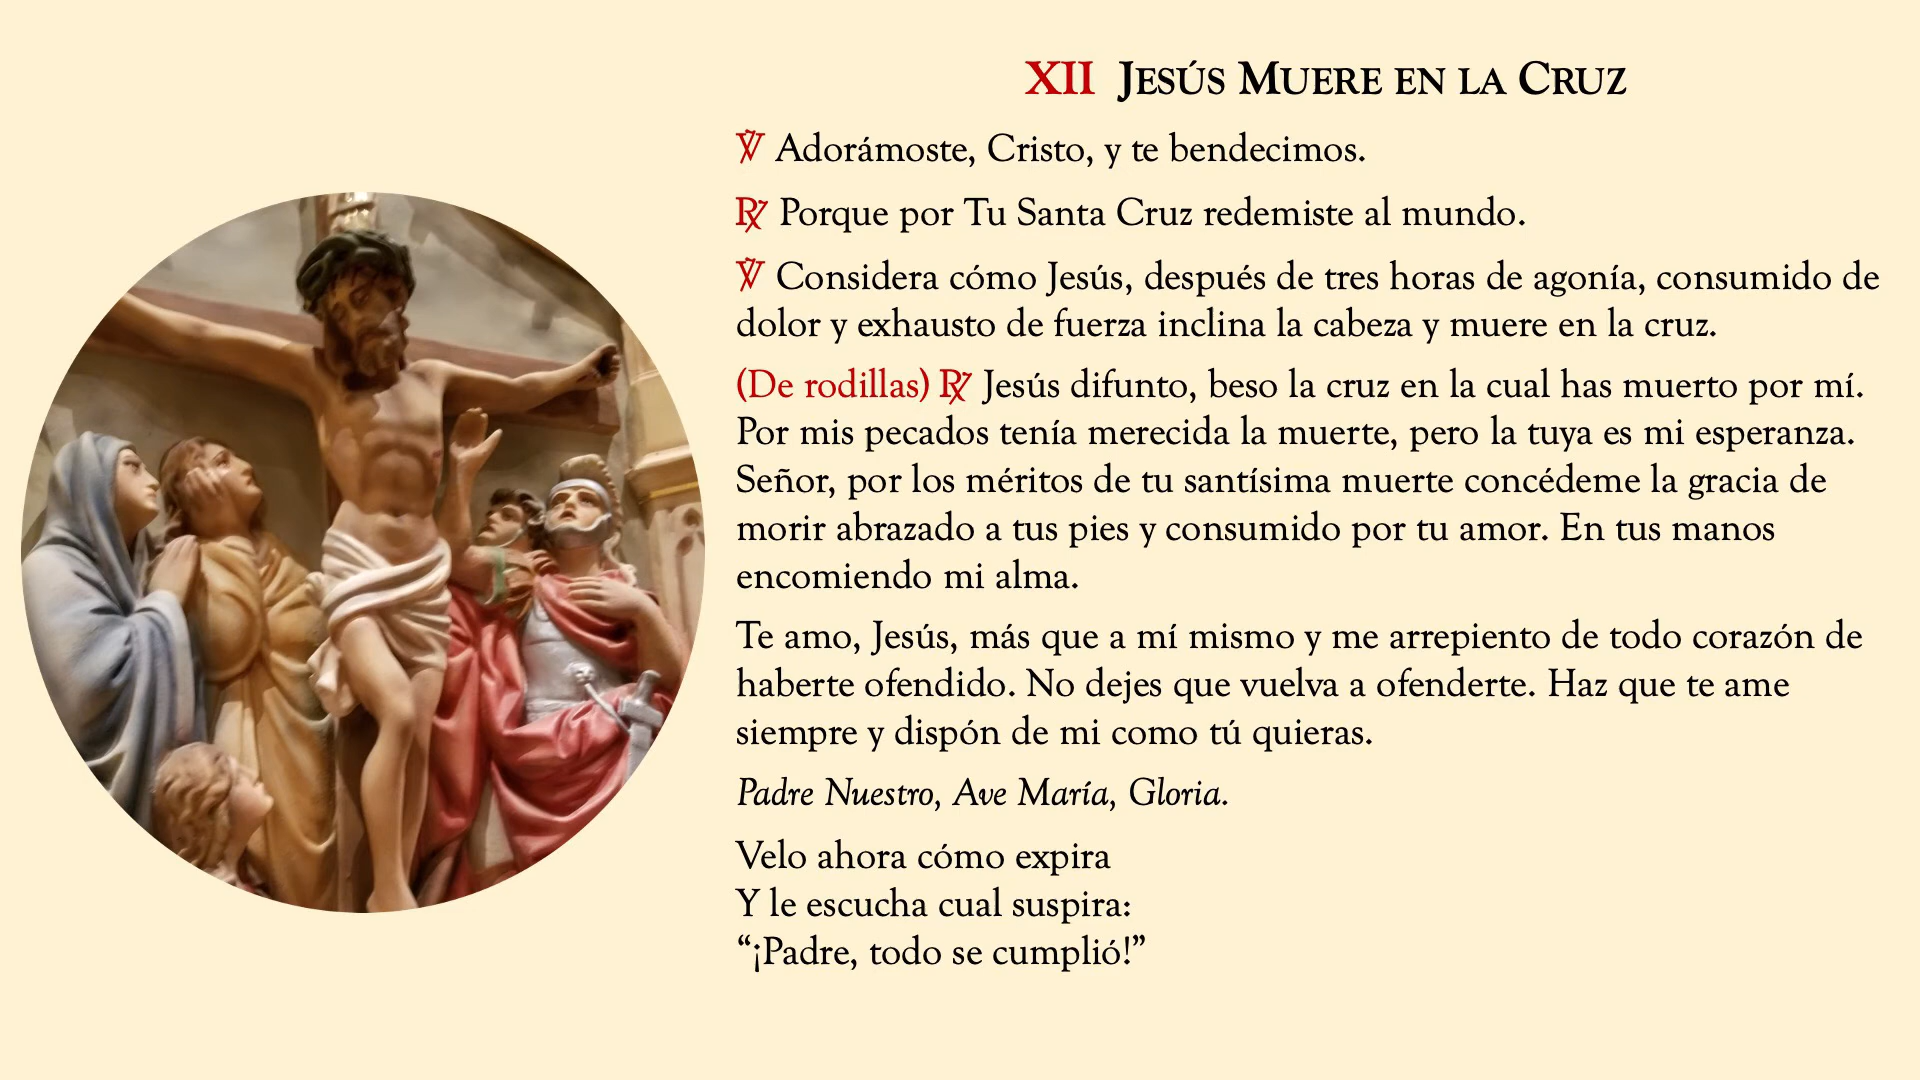 XII Jesús Muere en la Cruz
℣ Adorámoste, Cristo, y te bendecimos.
℟ Porque por Tu Santa Cruz redemiste al mundo.
℣ Considera cómo Jesús, después de tres horas de agonía, consumido de
dolor y exhausto de fuerza inclina la cabeza y muere en la cruz.
(De rodillas) ℟ Jesús difunto, beso la cruz en la cual has muerto por mí.
Por mis pecados tenía merecida la muerte, pero la tuya es mi esperanza.
Señor, por los méritos de tu santísima muerte concédeme la gracia de
morir abrazado a tus pies y consumido por tu amor. En tus manos
encomiendo mi alma.
Te amo, Jesús, más que a mí mismo y me arrepiento de todo corazón de
haberte ofendido. No dejes que vuelva a ofenderte. Haz que te ame
siempre y dispón de mi como tú quieras.
Padre Nuestro, Ave María, Gloria.
Velo ahora cómo expira
Y le escucha cual suspira:
“¡Padre, todo se cumplió!”